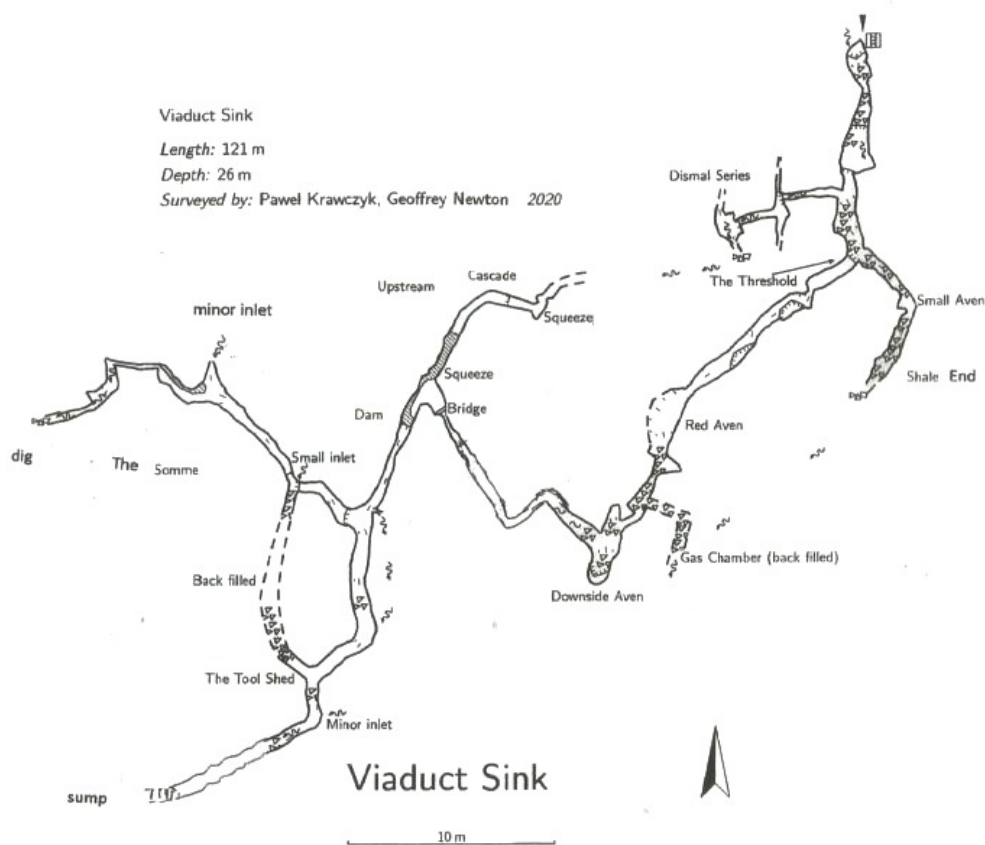 Viaduct Sink
Length: 121 m
Depth: 26 m
Surveyed by: Pawel Krawczyk, Geoffrey Newton 2020
Dismal Series
The Threshold
Small Aven
Shale End
Cascade
Upstream
Squeeze
minor inlet
Squeeze
Dam
Bridge
Red Aven
dig
The Somme
Small inlet
Gas Chamber (back filled)
Back filled
Downside Aven
The Tool Shed
Minor inlet
Viaduct Sink
sump
10 m